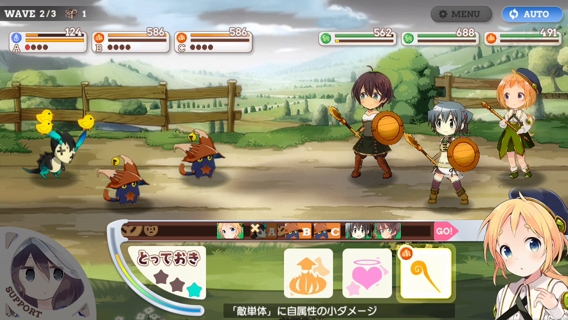 WAVE 2/3 1
MENU
AUTO
124
586
586
562
688
491
A
B
C
A B C GO!
とっておき
SUPPORT
「敵単体」に自属性の小ダメージ